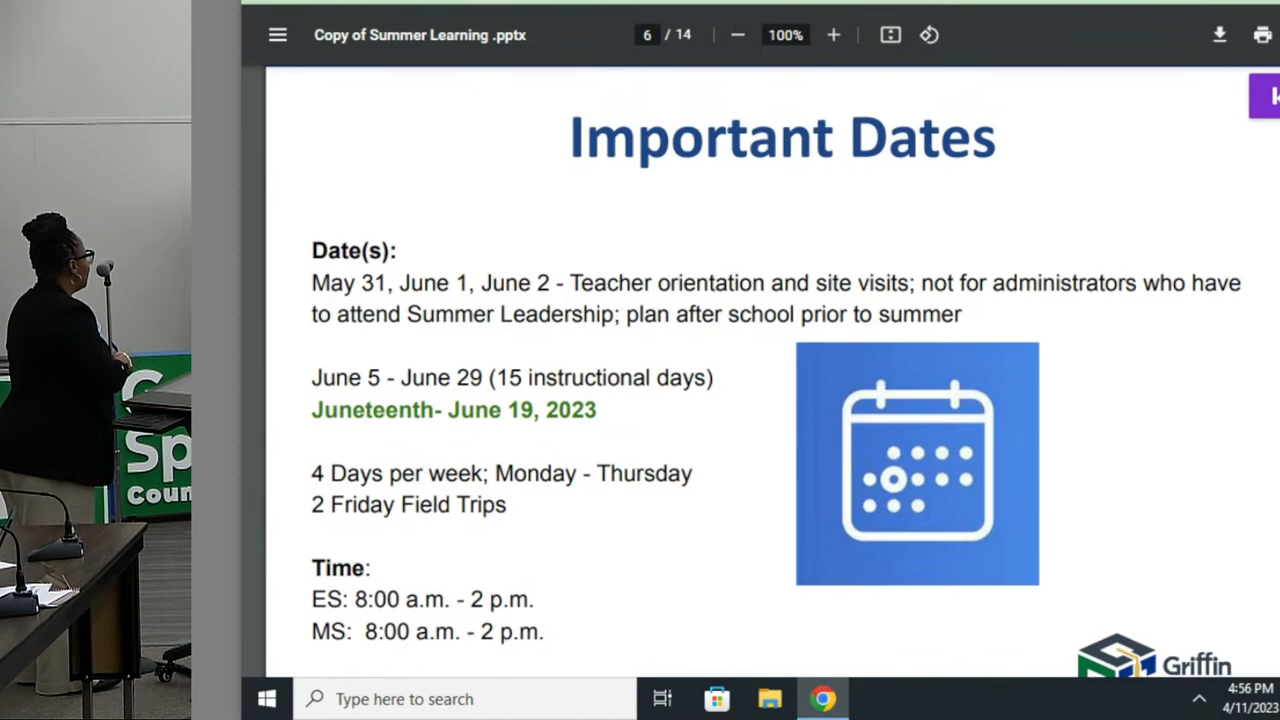 Copy of Summer Learning .pptx
6 / 14
100%
Important Dates
Date(s):
May 31, June 1, June 2 - Teacher orientation and site visits; not for administrators who have
to attend Summer Leadership; plan after school prior to summer
June 5 - June 29 (15 instructional days)
Juneteenth- June 19, 2023
4 Days per week; Monday - Thursday
2 Friday Field Trips
Time:
ES: 8:00 a.m. - 2 p.m.
MS:  8:00 a.m. - 2 p.m.
Griffin
Type here to search
4:56 PM
4/11/2023
G
Sp
Coun